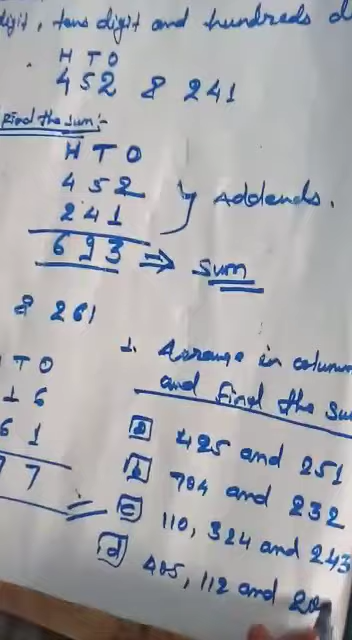 digit, tens digit and hundreds
H T O
452 & 241
Find the sum:-
H T O
4 5 2
2 4 1
Addends.
6 9 3 ⇒ Sum
& 261
T O
1 6
6 1
7 7
1. Arrange in column
and find the su
a 425 and 251
b 704 and 232
c 110, 324 and 243
d 405, 112 and